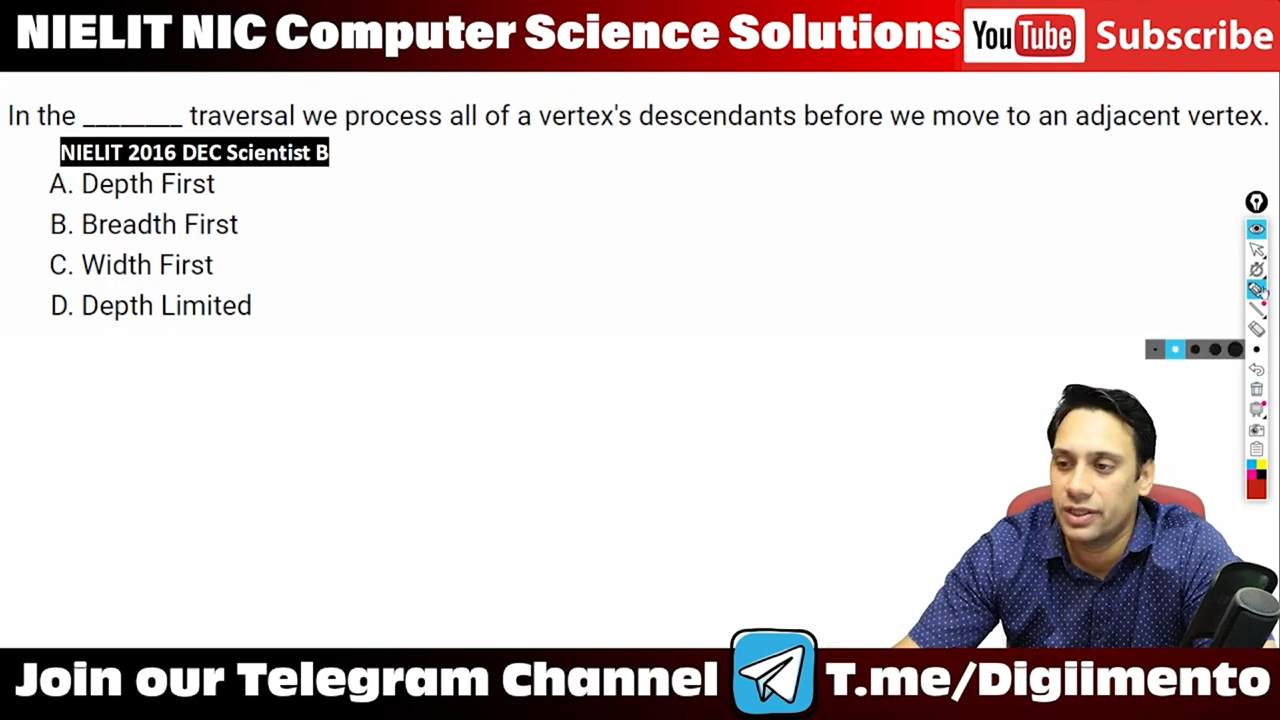 NIELIT NIC Computer Science Solutions YouTube Subscribe
In the ________ traversal we process all of a vertex's descendants before we move to an adjacent vertex.
NIELIT 2016 DEC Scientist B
A. Depth First
B. Breadth First
C. Width First
D. Depth Limited
Join our Telegram Channel T.me/Digiimento